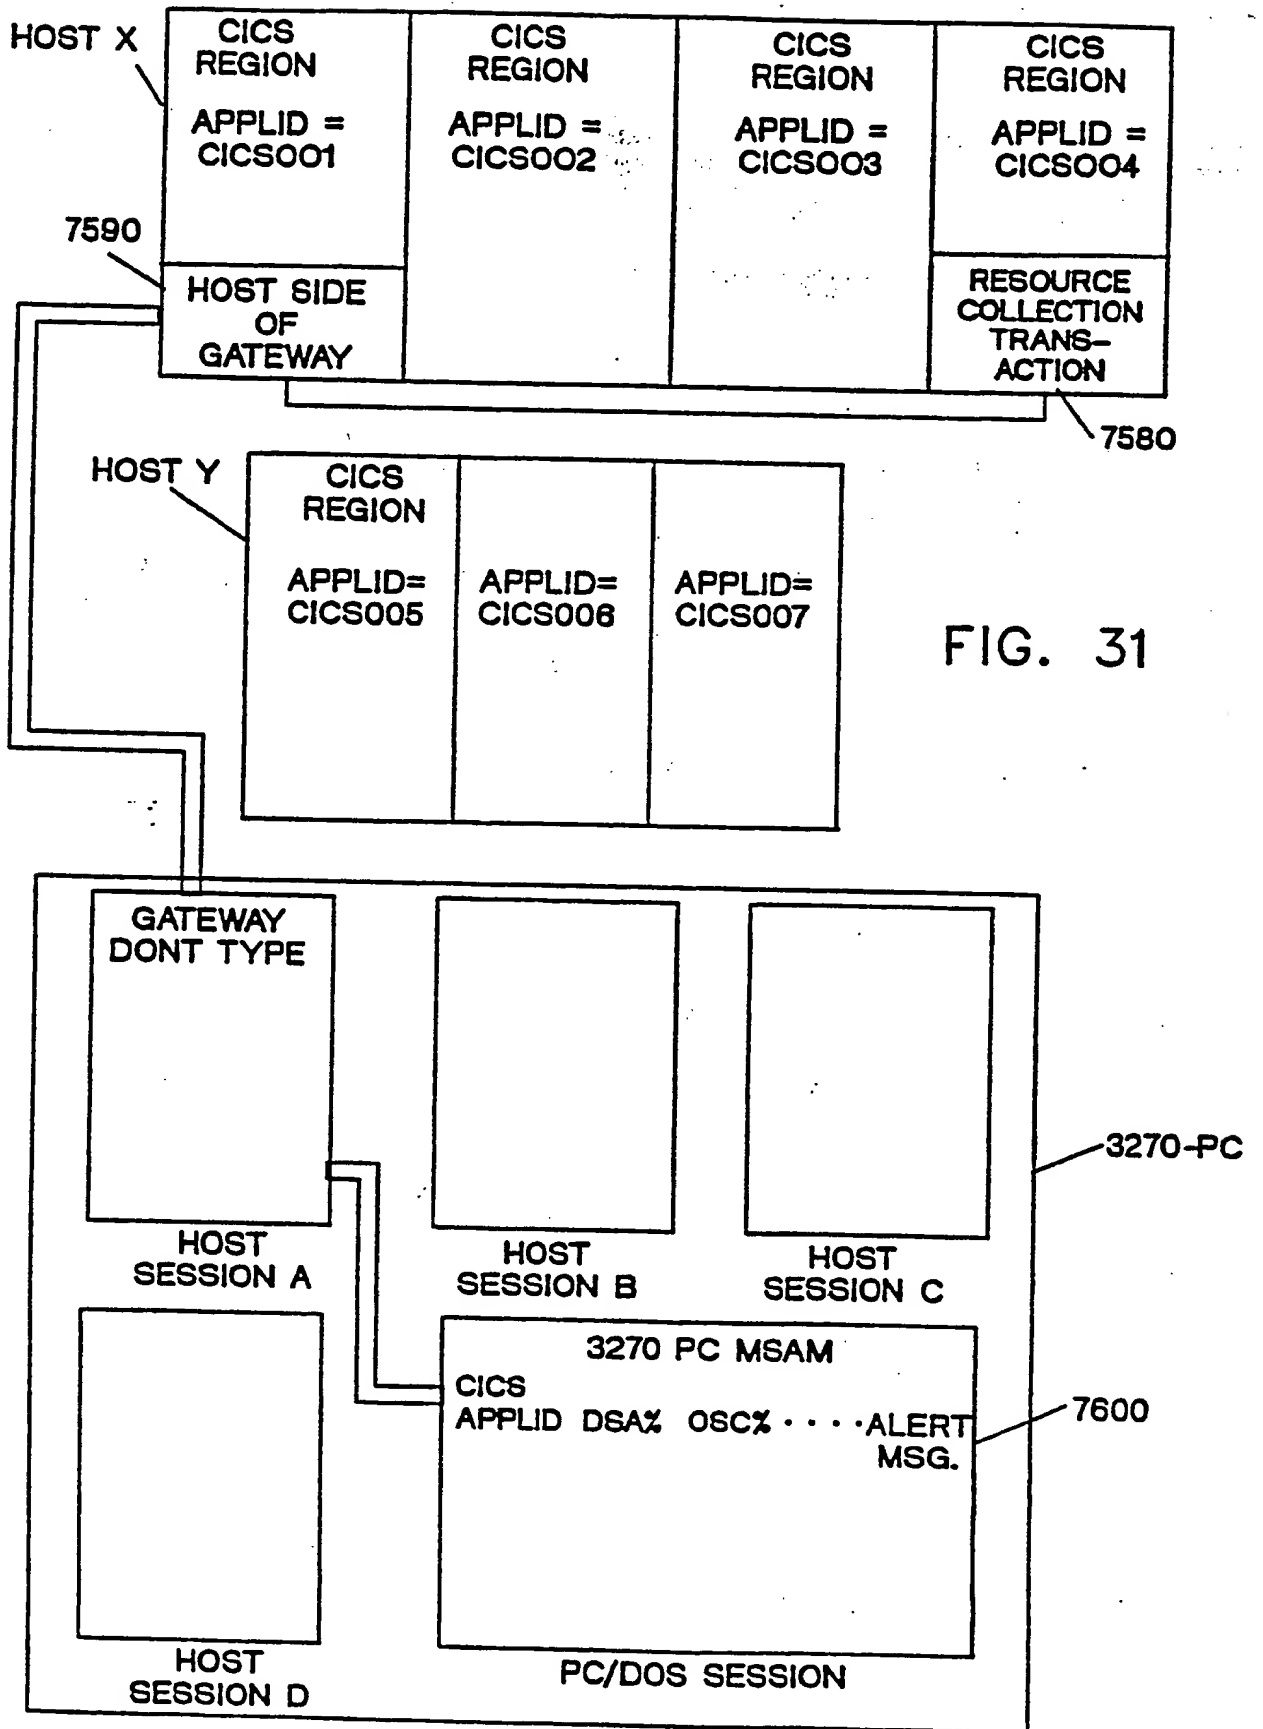 HOST X
CICS
REGION
APPLID =
CICS001
CICS
REGION
APPLID =
CICS002
CICS
REGION
APPLID =
CICS003
CICS
REGION
APPLID =
CICS004
7590
HOST SIDE
OF
GATEWAY
RESOURCE
COLLECTION
TRANS-
ACTION
7580
HOST Y
CICS
REGION
APPLID=
CICS005
APPLID=
CICS006
APPLID=
CICS007
FIG. 31
GATEWAY
DONT TYPE
HOST
SESSION A
HOST
SESSION B
HOST
SESSION C
3270-PC
3270 PC MSAM
CICS
APPLID DSA% OSC% ····ALERT
MSG.
7600
HOST
SESSION D
PC/DOS SESSION